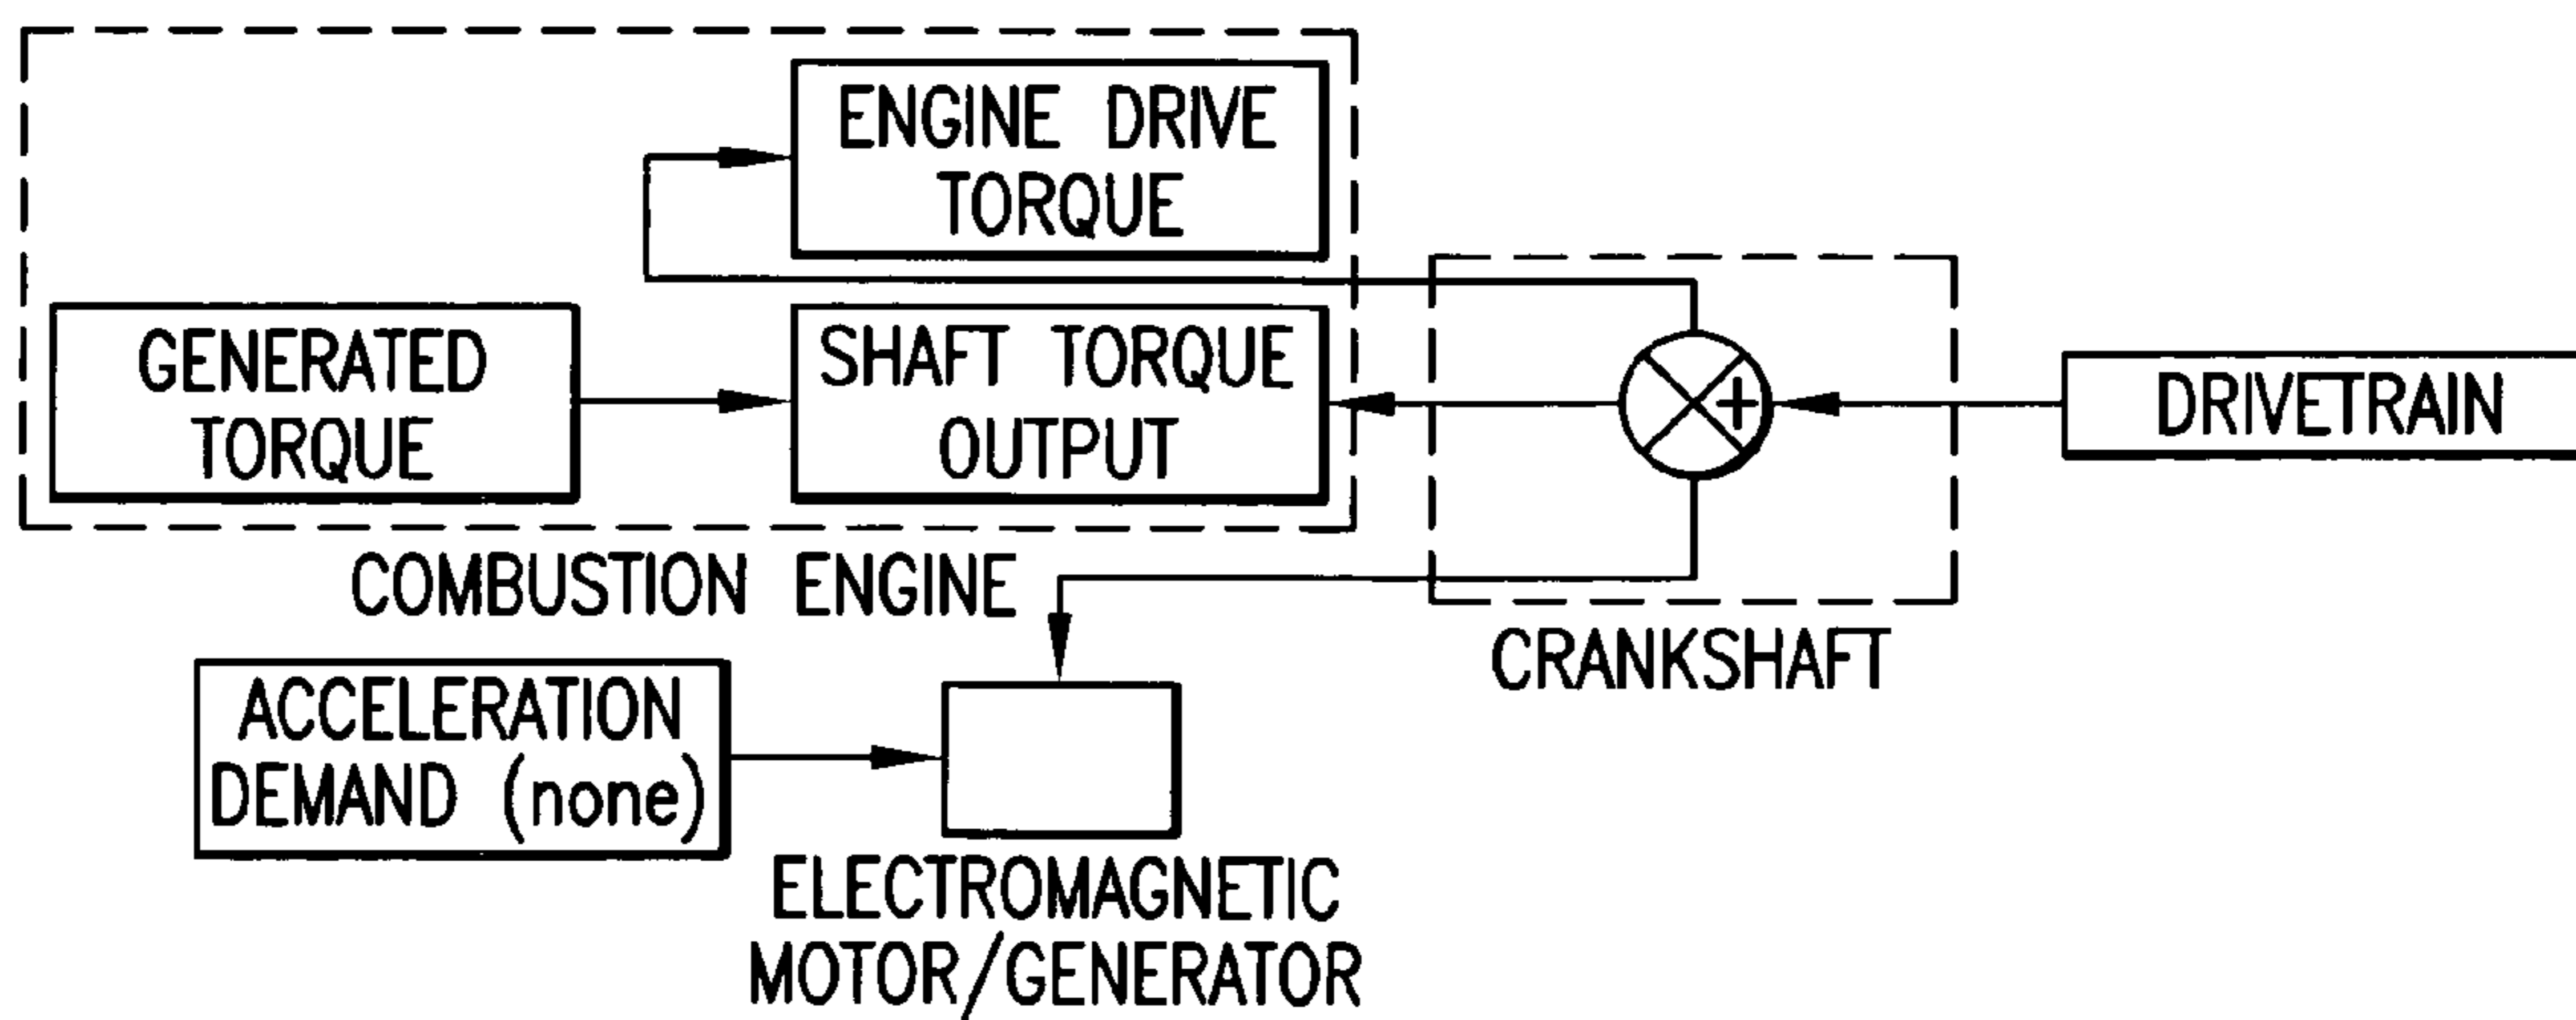 ENGINE DRIVE
TORQUE
GENERATED
TORQUE
SHAFT TORQUE
OUTPUT
+
DRIVETRAIN
COMBUSTION ENGINE
CRANKSHAFT
ACCELERATION
DEMAND (none)
ELECTROMAGNETIC
MOTOR/GENERATOR